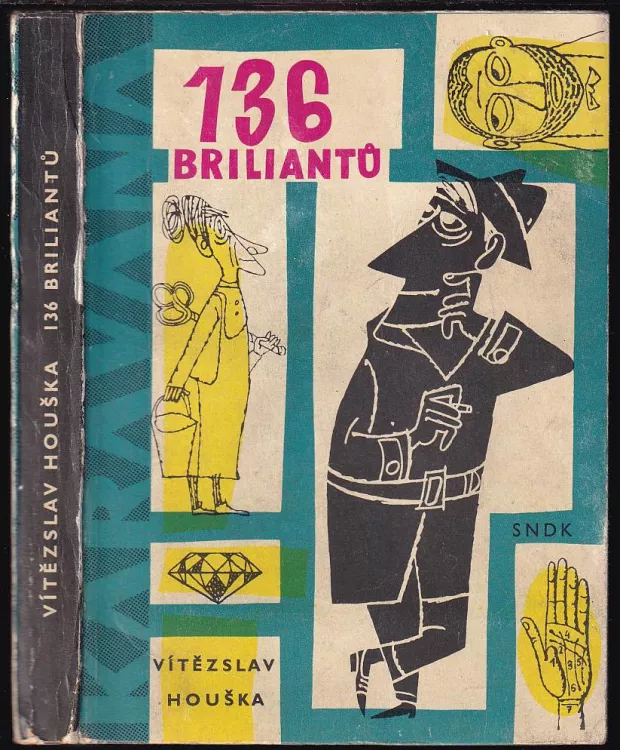 VÍTĚZSLAV HOUŠKA 136 BRILIANTŮ
KARAVANA
136
BRILIANTŮ
SNDK
VÍTĚZSLAV
HOUŠKA